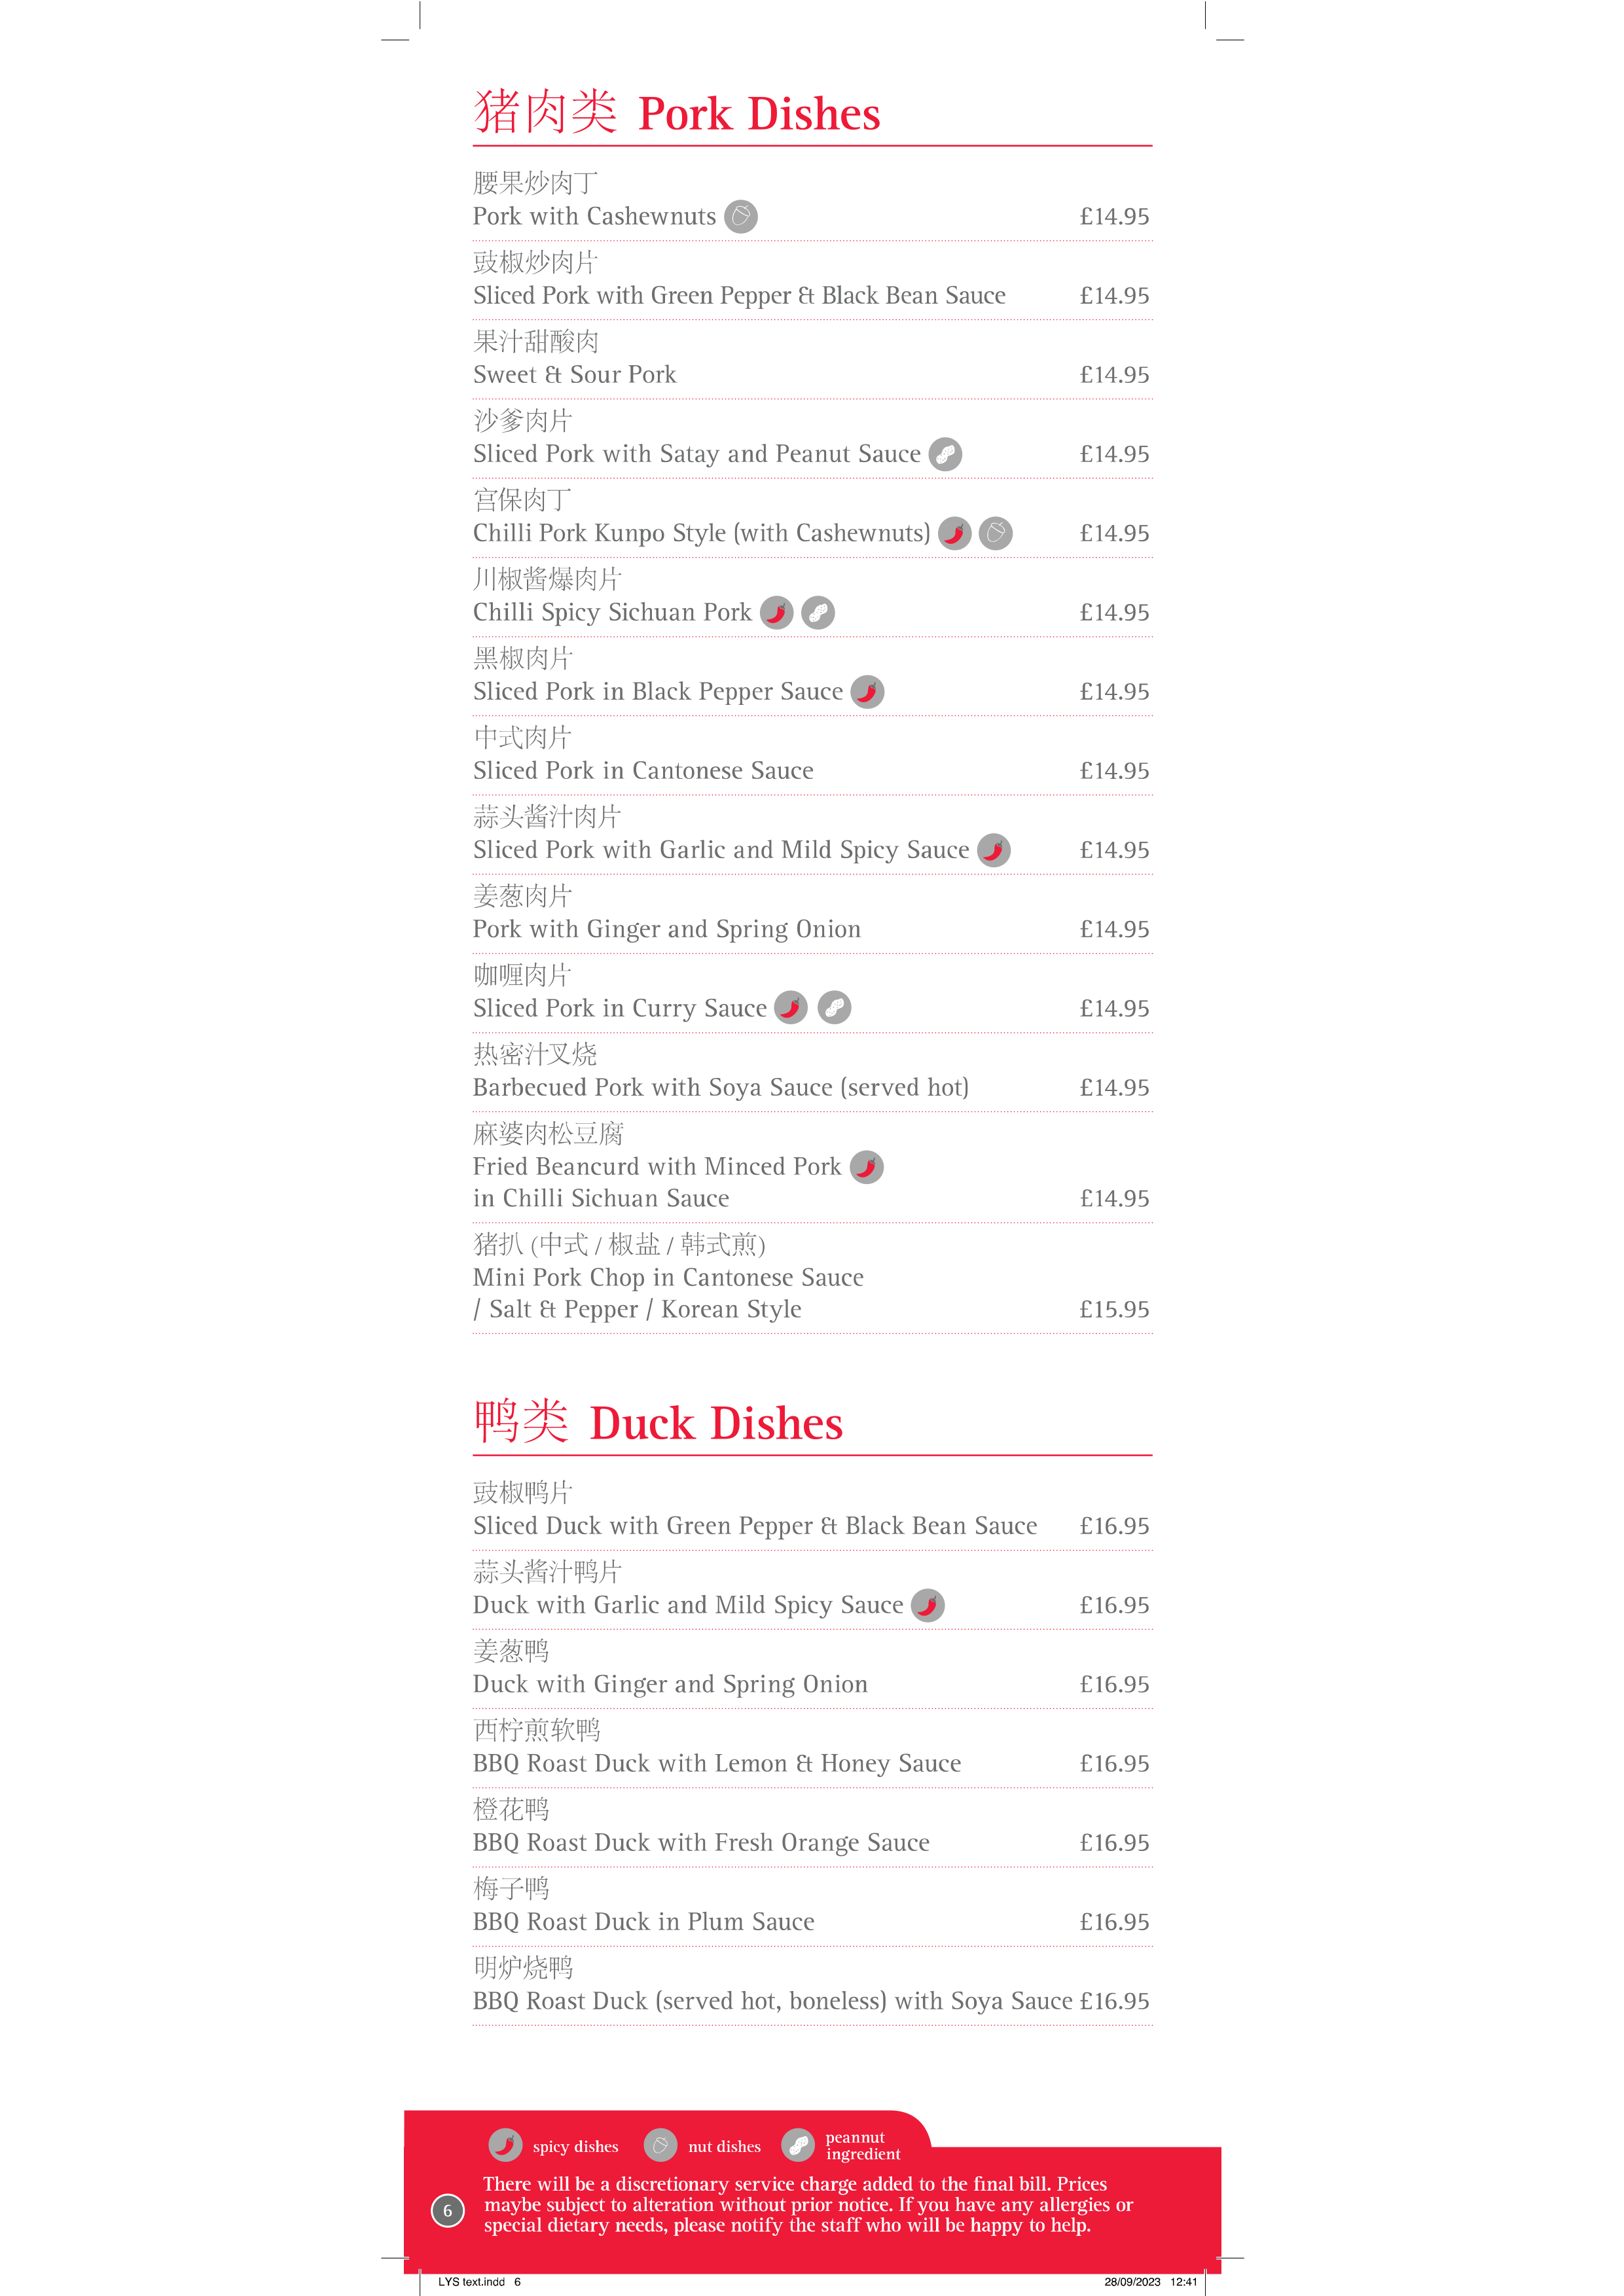 猪肉类 Pork Dishes
腰果炒肉丁
Pork with Cashewnuts £14.95
豉椒炒肉片
Sliced Pork with Green Pepper & Black Bean Sauce £14.95
果汁甜酸肉
Sweet & Sour Pork £14.95
沙爹肉片
Sliced Pork with Satay and Peanut Sauce £14.95
宫保肉丁
Chilli Pork Kunpo Style (with Cashewnuts) £14.95
川椒酱爆肉片
Chilli Spicy Sichuan Pork £14.95
黑椒肉片
Sliced Pork in Black Pepper Sauce £14.95
中式肉片
Sliced Pork in Cantonese Sauce £14.95
蒜头酱汁肉片
Sliced Pork with Garlic and Mild Spicy Sauce £14.95
姜葱肉片
Pork with Ginger and Spring Onion £14.95
咖喱肉片
Sliced Pork in Curry Sauce £14.95
热密汁叉烧
Barbecued Pork with Soya Sauce (served hot) £14.95
麻婆肉松豆腐
Fried Beancurd with Minced Pork
in Chilli Sichuan Sauce £14.95
猪扒 (中式 / 椒盐 / 韩式煎)
Mini Pork Chop in Cantonese Sauce
/ Salt & Pepper / Korean Style £15.95
鸭类 Duck Dishes
豉椒鸭片
Sliced Duck with Green Pepper & Black Bean Sauce £16.95
蒜头酱汁鸭片
Duck with Garlic and Mild Spicy Sauce £16.95
姜葱鸭
Duck with Ginger and Spring Onion £16.95
西柠煎软鸭
BBQ Roast Duck with Lemon & Honey Sauce £16.95
橙花鸭
BBQ Roast Duck with Fresh Orange Sauce £16.95
梅子鸭
BBQ Roast Duck in Plum Sauce £16.95
明炉烧鸭
BBQ Roast Duck (served hot, boneless) with Soya Sauce £16.95
spicy dishes nut dishes peannut
ingredient
There will be a discretionary service charge added to the final bill. Prices
maybe subject to alteration without prior notice. If you have any allergies or
special dietary needs, please notify the staff who will be happy to help.
6
LYS text.indd 6 28/09/2023 12:41